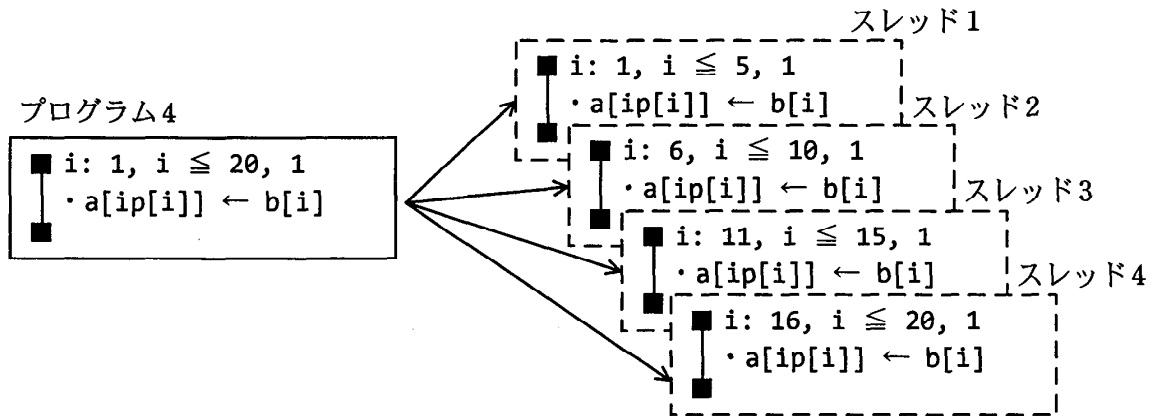 プログラム4
i: 1, i ≦ 20, 1
・a[ip[i]] ← b[i]
スレッド1
i: 1, i ≦ 5, 1
・a[ip[i]] ← b[i]
スレッド2
i: 6, i ≦ 10, 1
・a[ip[i]] ← b[i]
スレッド3
i: 11, i ≦ 15, 1
・a[ip[i]] ← b[i]
スレッド4
i: 16, i ≦ 20, 1
・a[ip[i]] ← b[i]